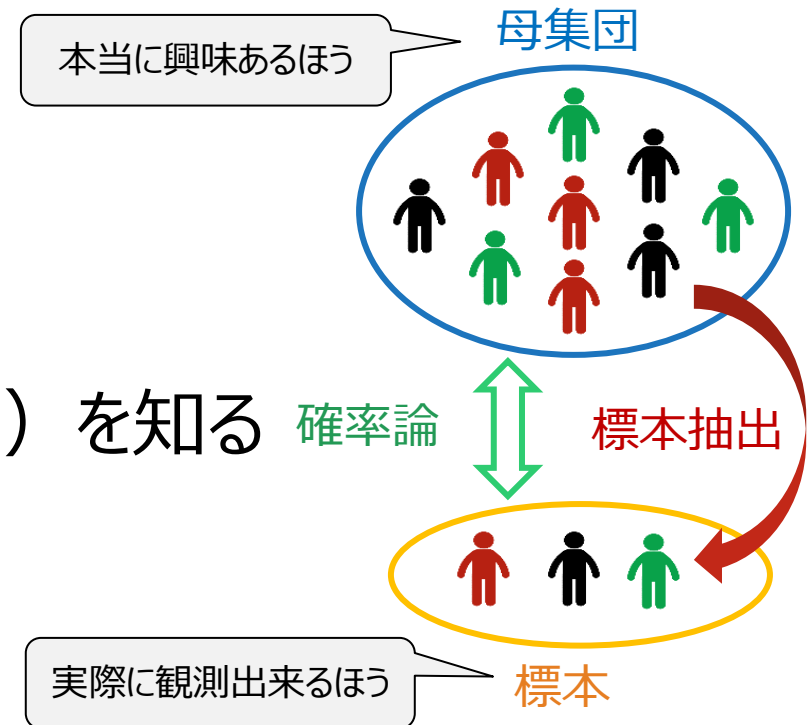 母集団
本当に興味あるほう
）を知る
確率論
標本抽出
実際に観測出来るほう
標本